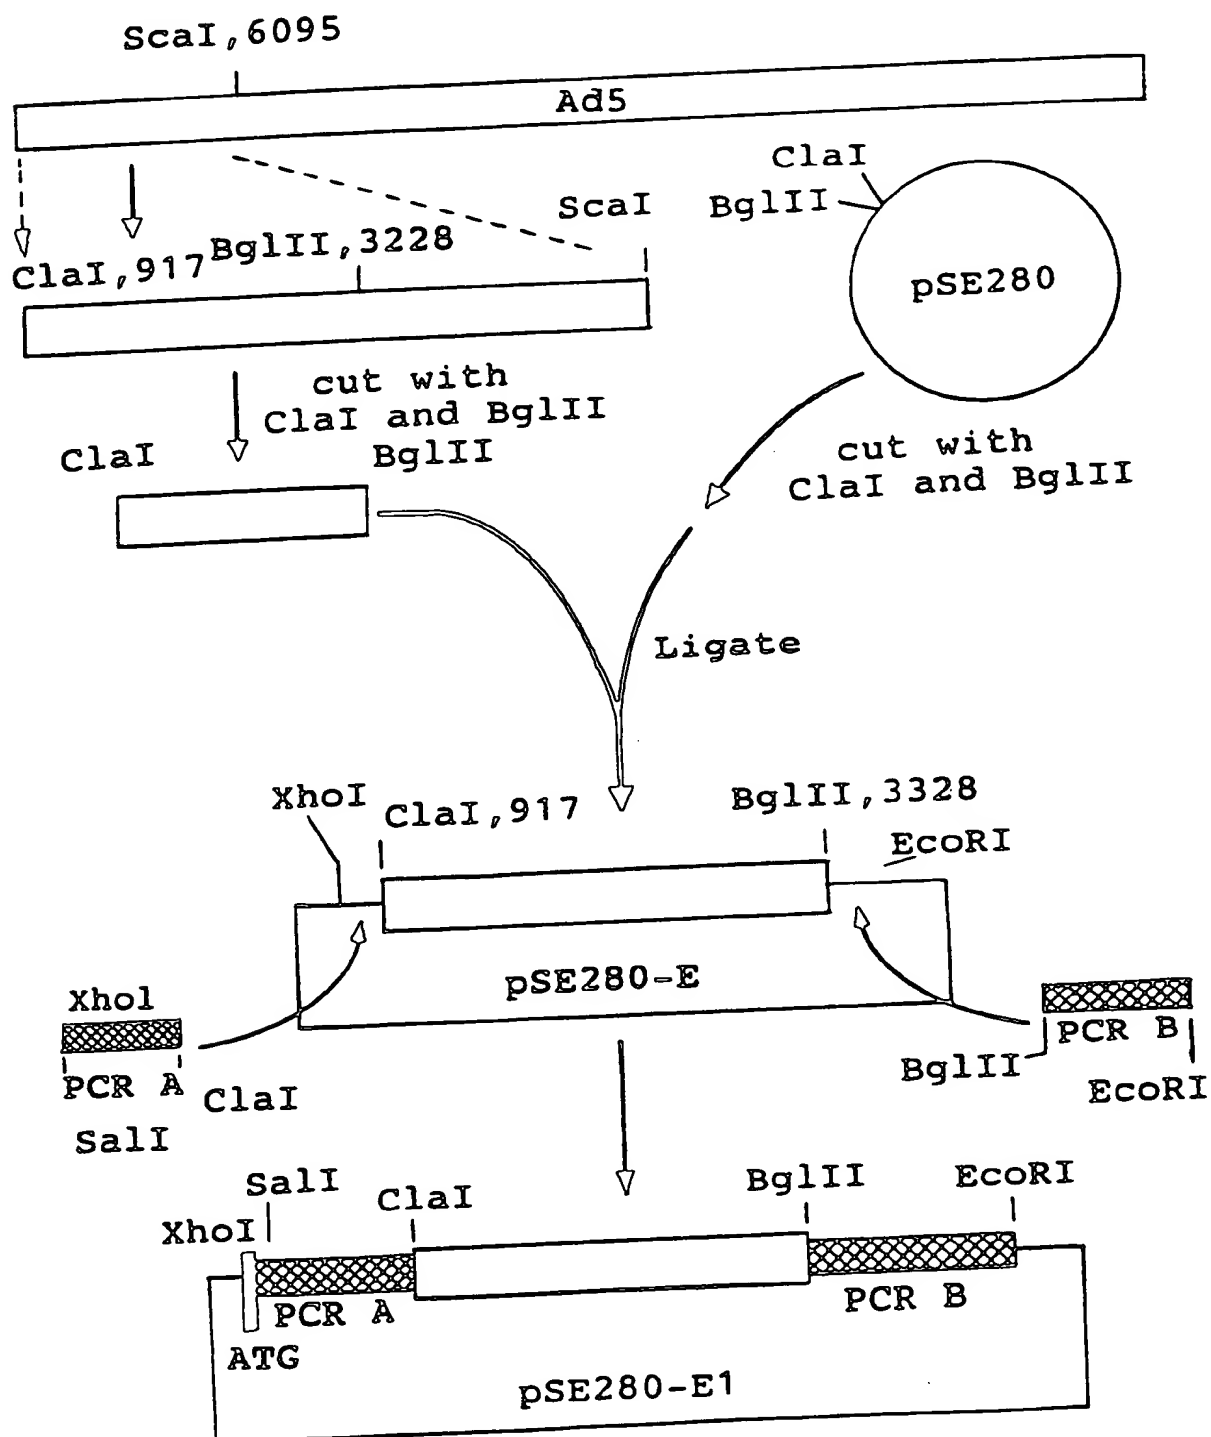 ScaI,6095
Ad5
ClaI
BglII
pSE280
ScaI
ClaI,917
BglII,3228
cut with
ClaI and BglII
ClaI
BglII
cut with
ClaI and BglII
Ligate
XhoI
ClaI,917
BglII,3328
EcoRI
pSE280-E
Xhol
PCR A
ClaI
SalI
PCR B
BglII
EcoRI
SalI
ClaI
BglII
EcoRI
XhoI
PCR A
PCR B
ATG
pSE280-E1